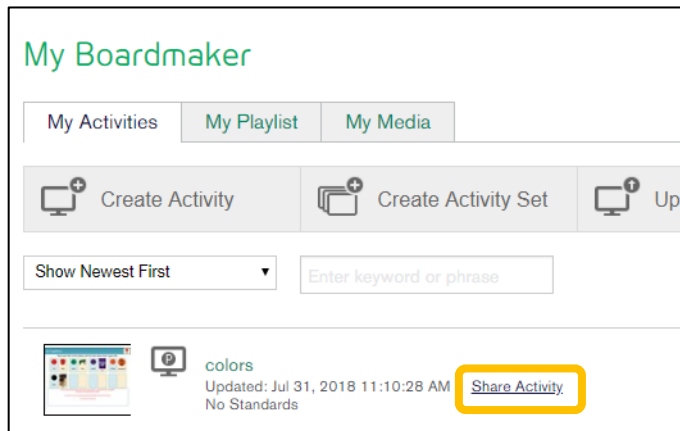 My Boardmaker
My Activities My Playlist My Media
Create Activity Create Activity Set Up
Show Newest First Enter keyword or phrase
P
colors
Updated: Jul 31, 2018 11:10:28 AM Share Activity
No Standards